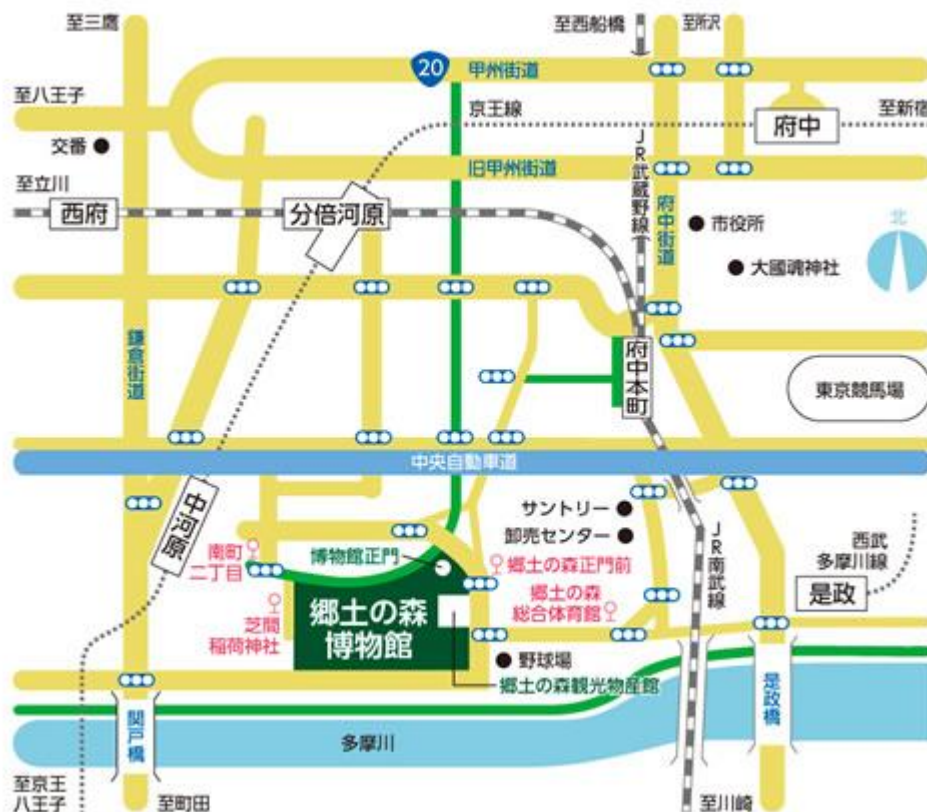 至三鷹
至西船橋
至所沢
20
甲州街道
至八王子
京王線
府中
至新宿
交番
旧甲州街道
JR武蔵野線
至立川
西府
分倍河原
府中街道
市役所
北
大國魂神社
鎌倉街道
府中本町
東京競馬場
中央自動車道
中河原
サントリー
卸売センター
JR南武線
西武
多摩川線
是政
南町
二丁目
博物館正門
郷土の森正門前
郷土の森
総合体育館
芝間
稲荷神社
郷土の森
博物館
野球場
郷土の森観光物産館
関戸橋
是政橋
多摩川
至京王
八王子
至町田
至川崎